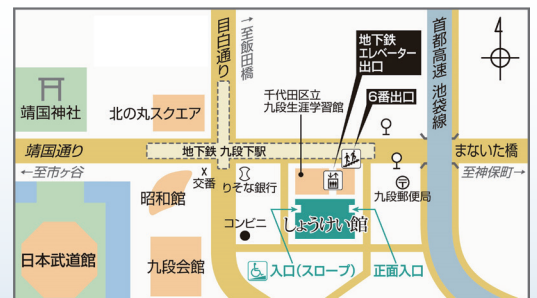 目白通り
→至飯田橋
地下鉄
エレベーター
出口
首都高速 池袋線
靖国神社
北の丸スクエア
千代田区立
九段生涯学習館
6番出口
靖国通り
地下鉄 九段下駅
まないた橋
←至市ヶ谷
X
交番
りそな銀行
九段郵便局
至神保町→
昭和館
コンビニ
しょうけい館
日本武道館
九段会館
入口(スロープ)
正面入口